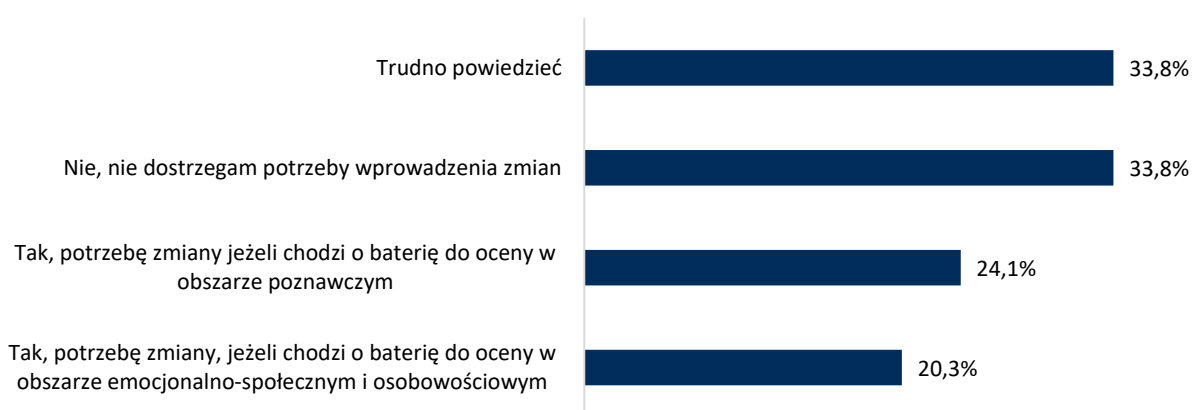 Trudno powiedzieć
33,8%
Nie, nie dostrzegam potrzeby wprowadzenia zmian
33,8%
Tak, potrzebę zmiany jeżeli chodzi o baterię do oceny w
obszarze poznawczym
24,1%
Tak, potrzebę zmiany, jeżeli chodzi o baterię do oceny w
obszarze emocjonalno-społecznym i osobowościowym
20,3%